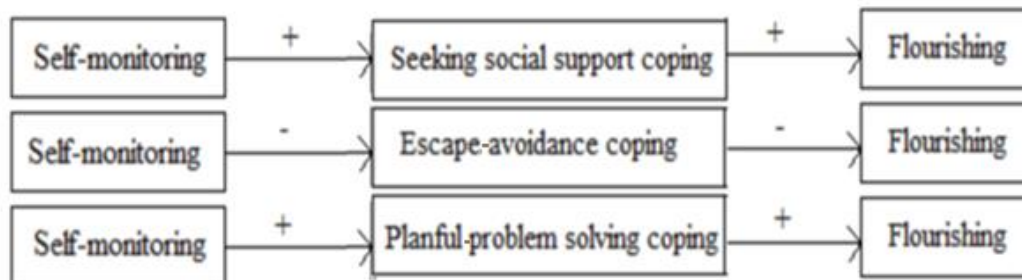 + +
Self-monitoring Seeking social support coping Flourishing
- -
Self-monitoring Escape-avoidance coping Flourishing
+ +
Self-monitoring Planful-problem solving coping Flourishing